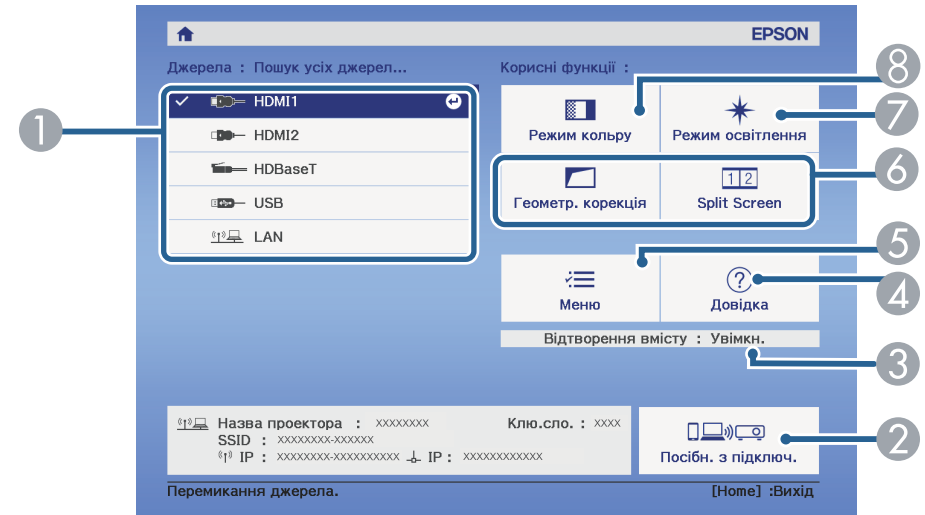 EPSON
Джерела : Пошук усіх джерел...
HDMI1
HDMI2
HDBaseT
USB
LAN
Корисні функції :
Режим кольру
Режим освітлення
Геометр. корекція
1 2
Split Screen
Меню
?
Довідка
Відтворення вмісту : Увімкн.
Назва проектора : xxxxxxxx
Клю.сло. : xxxx
SSID : xxxxxxxx-xxxxxx
IP : xxxxxxxx-xxxxxxxxxx IP : xxxxxxxxxxxx
Посібн. з підключ.
Перемикання джерела.
[Home] :Вихід
1
8
7
6
5
4
3
2